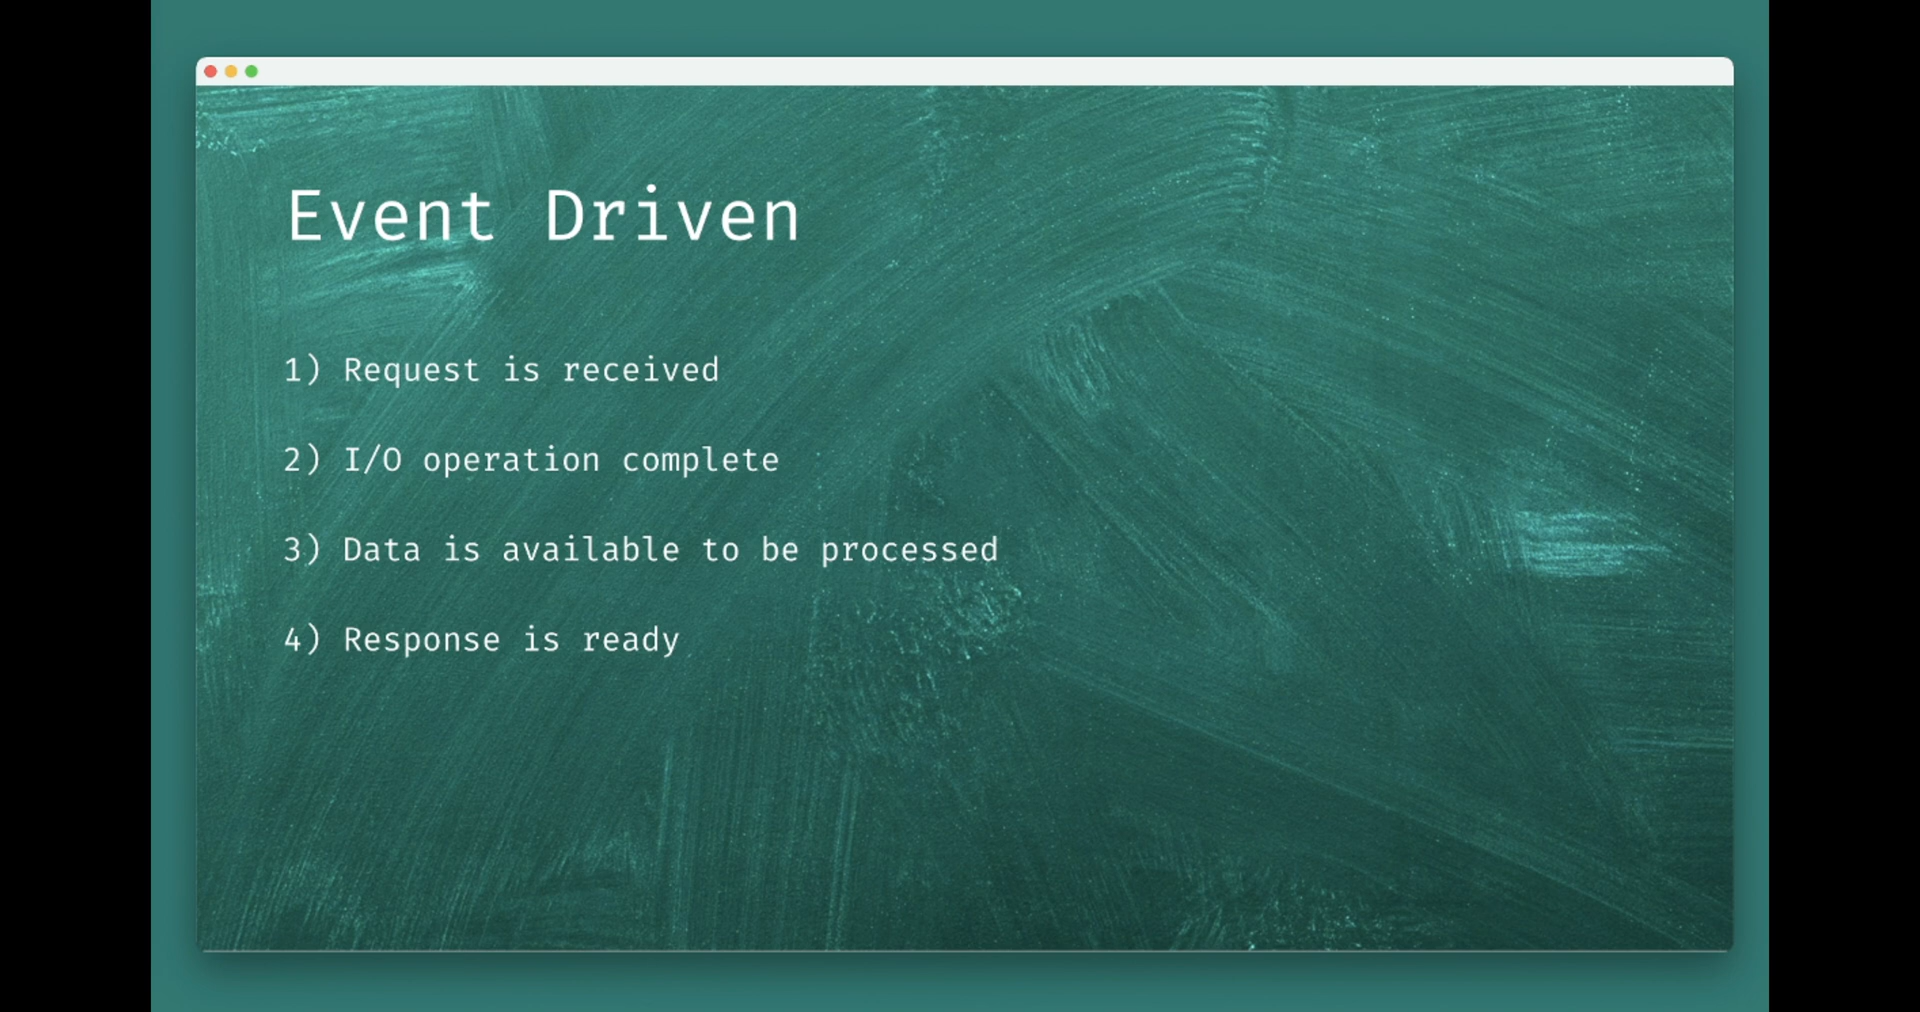 Event Driven
1) Request is received
2) I/O operation complete
3) Data is available to be processed
4) Response is ready